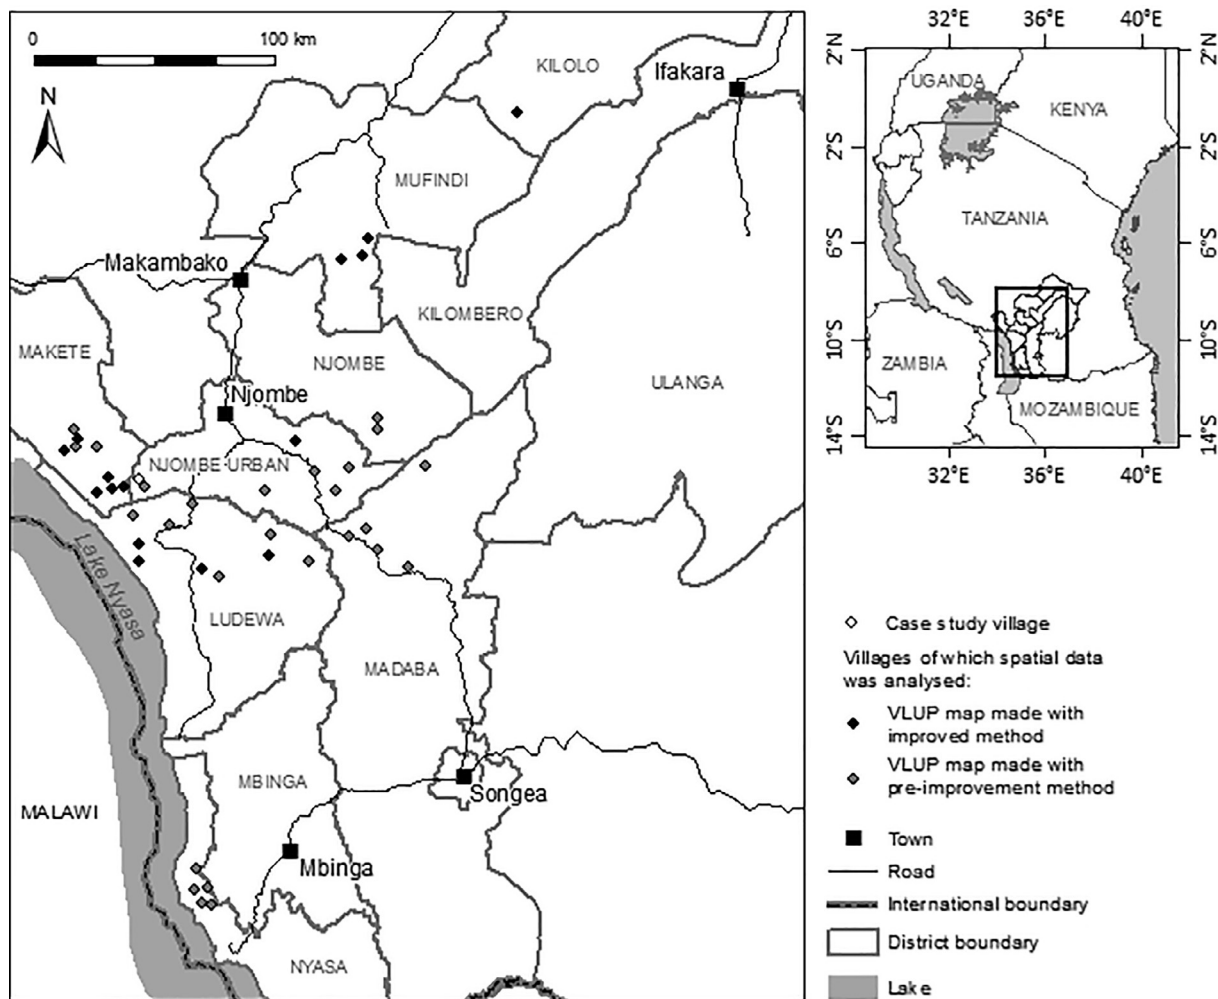 0 100 km
N
KILOLO
Ifakara
MUFINDI
Makambako
KILOMBERO
MAKETE
NJOMBE
ULANGA
Njombe
NJOMBE URBAN
Lake Nyasa
LUDEWA
MADABA
MBINGA
Songea
MALAWI
Mbinga
NYASA
32°E 36°E 40°E
2°N 2°N
UGANDA
KENYA
2°S 2°S
TANZANIA
6°S 6°S
10°S 10°S
ZAMBIA
MOZAMBIQUE
14°S 14°S
32°E 36°E 40°E
Case study village
Villages of which spatial data
was analysed:
VLUP map made with
improved method
VLUP map made with
pre-improvement method
Town
Road
International boundary
District boundary
Lake